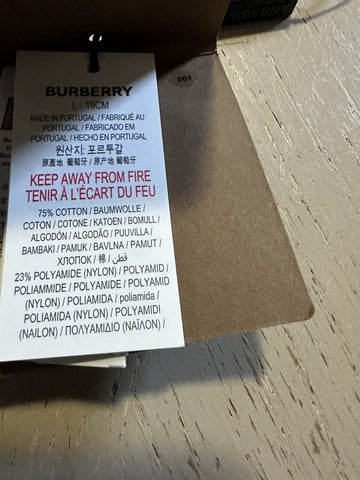 BURBERRY
001
BURBERRY
L - 19CM
MADE IN PORTUGAL / FABRIQUÉ AU
PORTUGAL / FABRICADO EM
PORTUGAL / HECHO EN PORTUGAL
원산지: 포르투갈
原產地 葡萄牙 / 原产地 葡萄牙
KEEP AWAY FROM FIRE
TENIR À L'ÉCART DU FEU
75% COTTON / BAUMWOLLE /
COTON / COTONE / KATOEN / BOMULL /
ALGODÓN / ALGODÃO / PUUVILLA /
BAMBAKI / PAMUK / BAVLNA / PAMUT /
ХЛОПОК / 棉 / قطن /
23% POLYAMIDE (NYLON) / POLYAMID /
POLIAMMIDE / POLYAMIDE / POLYAMID
(NYLON) / POLIAMIDA / poliamida /
POLIAMIDA (NYLON) / POLYAMIDI
(NAILON) / ΠΟΛΥΑΜΙΔΙΟ (ΝΑΪΛΟΝ) /